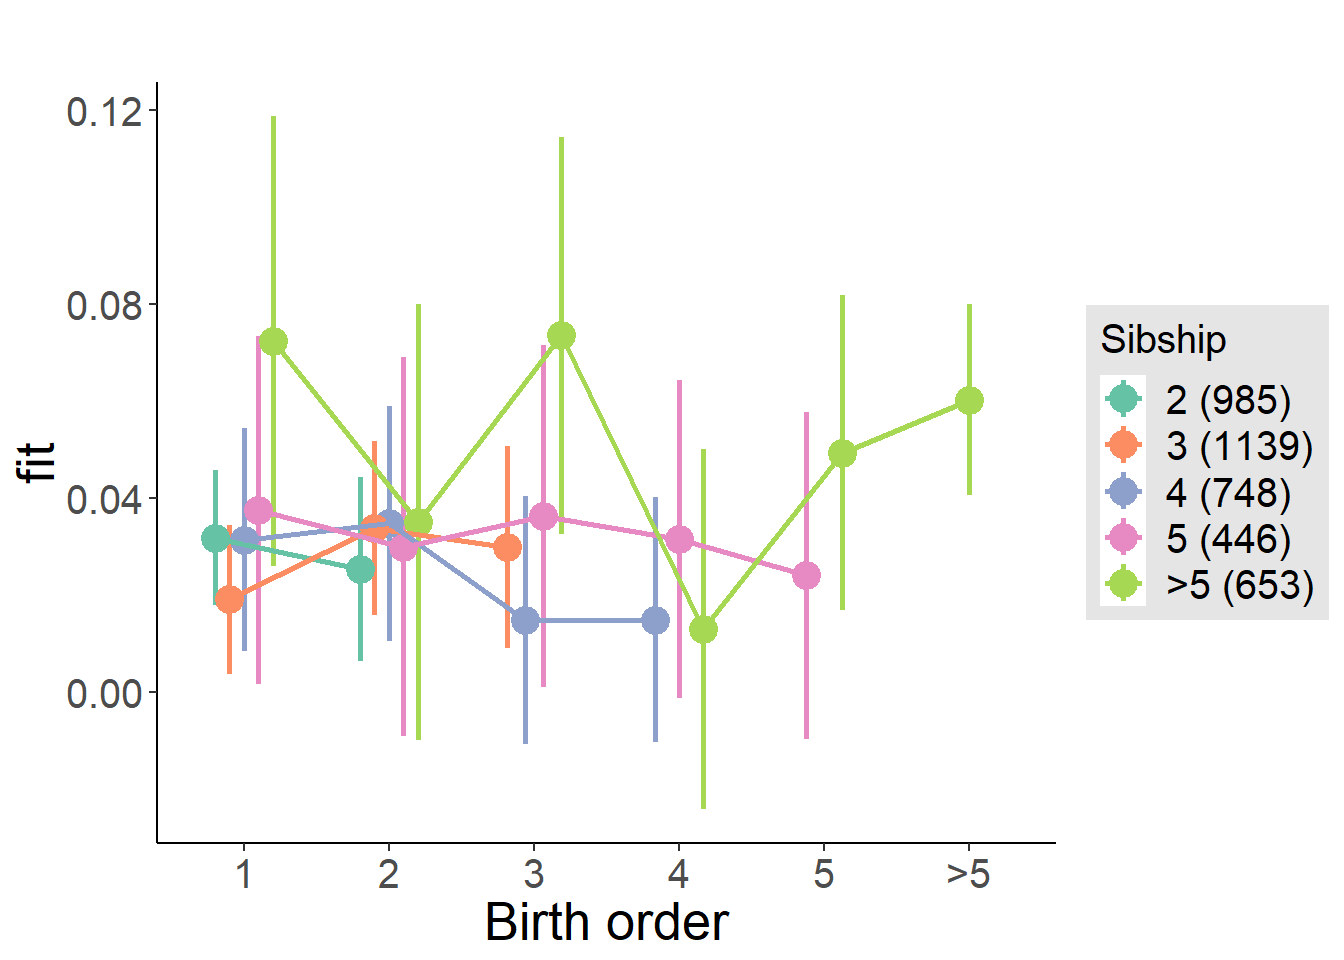 0.12
0.08
0.04
0.00
fit
1 2 3 4 5 >5
Birth order
Sibship
2 (985)
3 (1139)
4 (748)
5 (446)
>5 (653)